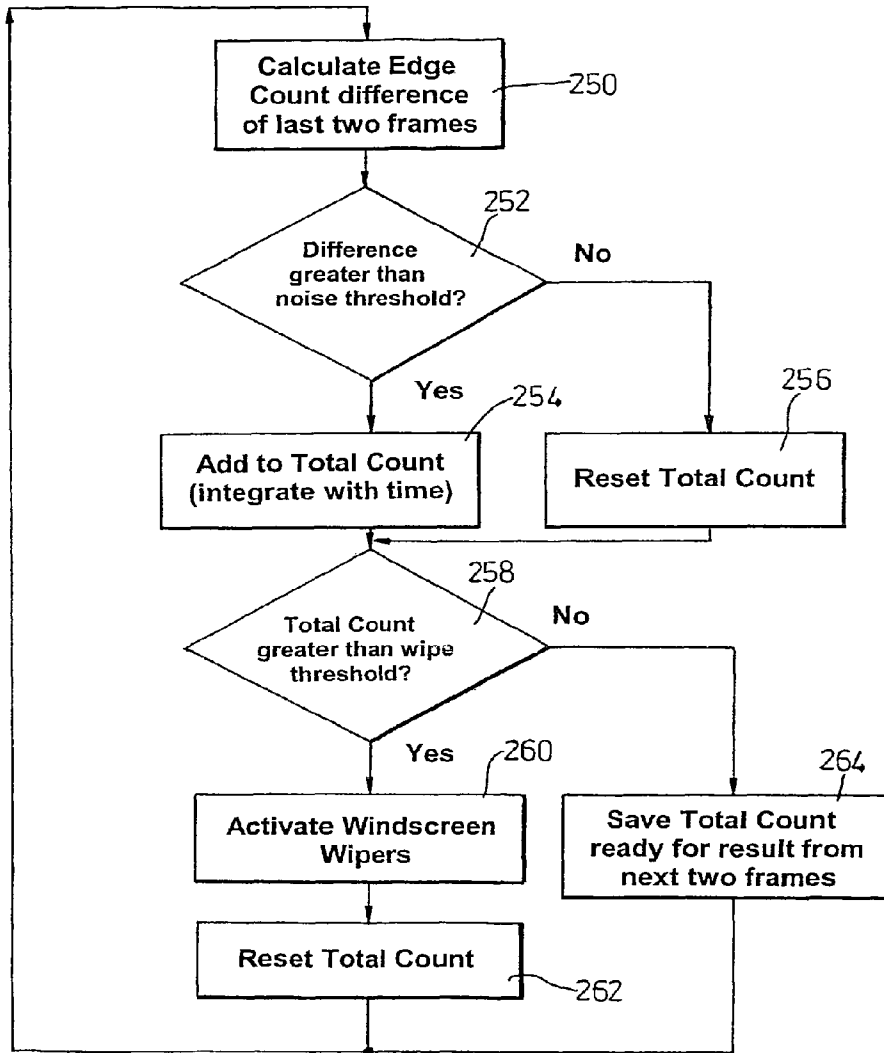 Calculate Edge
Count difference
of last two frames
250
252
Difference
greater than
noise threshold?
No
Yes
254
256
Add to Total Count
(integrate with time)
Reset Total Count
258
Total Count
greater than wipe
threshold?
No
Yes
260
264
Activate Windscreen
Wipers
Save Total Count
ready for result from
next two frames
Reset Total Count
262